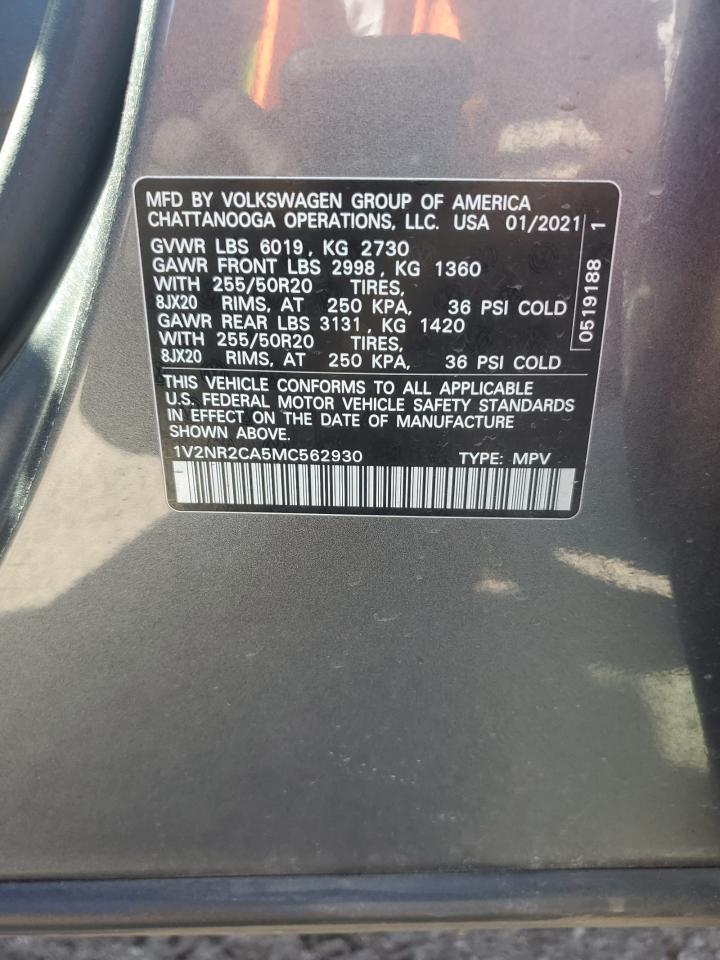 MFD BY VOLKSWAGEN GROUP OF AMERICA
CHATTANOOGA OPERATIONS, LLC. USA 01/2021
GVWR LBS 6019, KG 2730
GAWR FRONT LBS 2998, KG 1360
WITH 255/50R20 TIRES,
8JX20 RIMS, AT 250 KPA, 36 PSI COLD
GAWR REAR LBS 3131, KG 1420
WITH 255/50R20 TIRES,
8JX20 RIMS, AT 250 KPA, 36 PSI COLD
THIS VEHICLE CONFORMS TO ALL APPLICABLE
U.S. FEDERAL MOTOR VEHICLE SAFETY STANDARDS
IN EFFECT ON THE DATE OF MANUFACTURE
SHOWN ABOVE.
1V2NR2CA5MC562930 TYPE: MPV
0519188 1